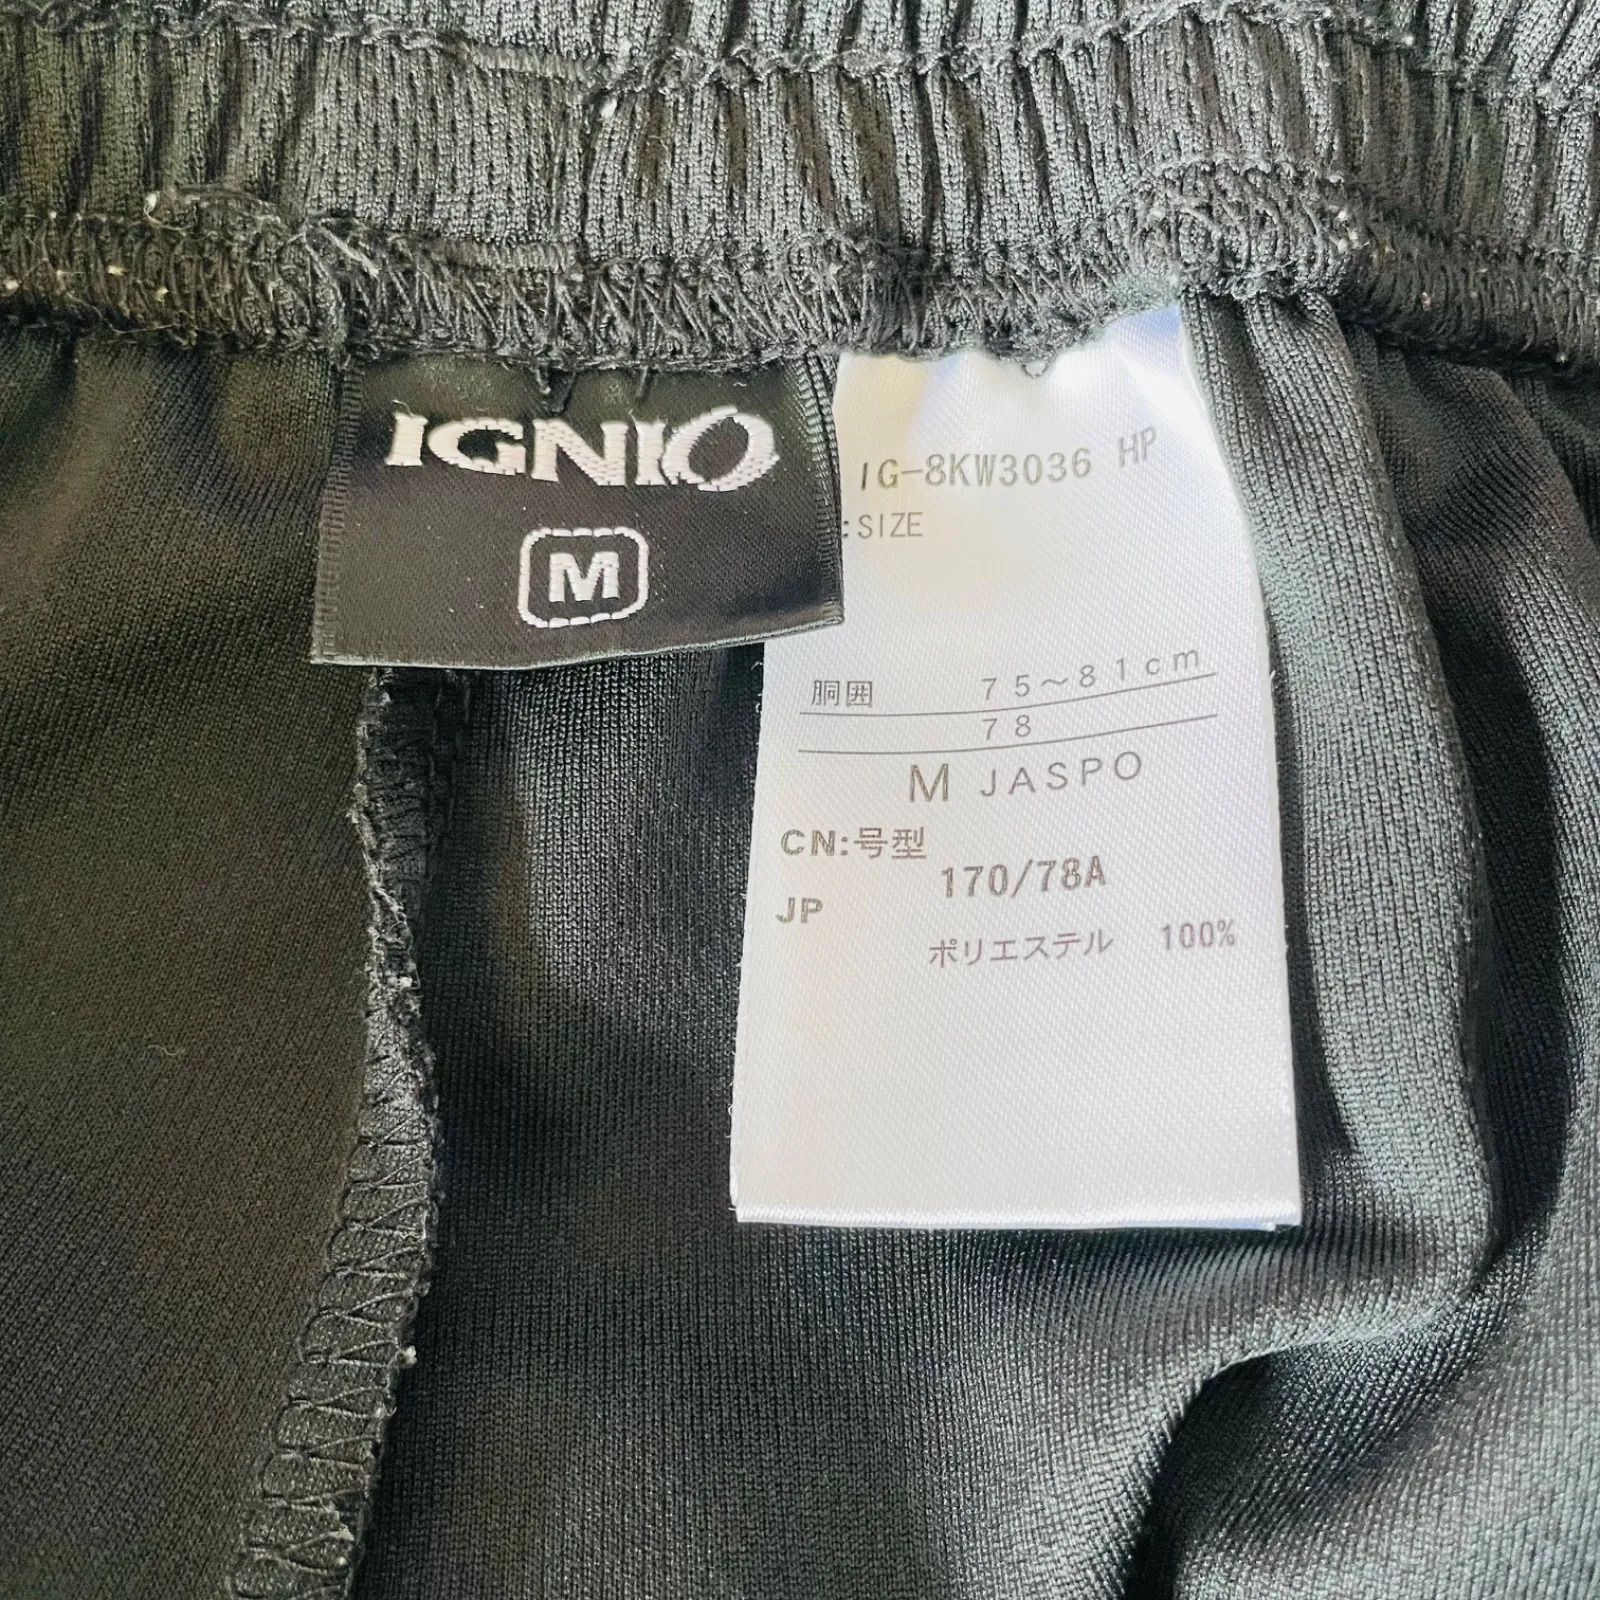 IGNIO
M
IG-8KW3036 HP
:SIZE
胴囲 75～81cm
78
M JASPO
CN:号型
170/78A
JP
ポリエステル 100%